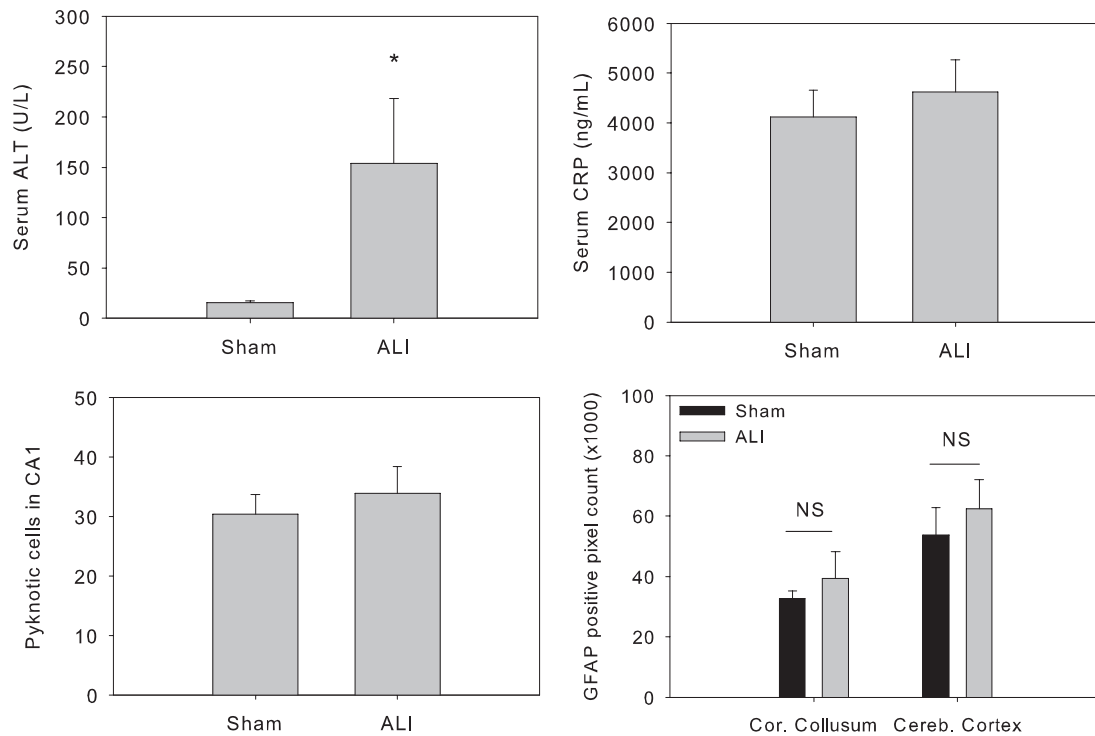 Serum ALT (U/L)
300
250
200
150
100
50
0
*
Sham ALI
Serum CRP (ng/mL)
6000
5000
4000
3000
2000
1000
0
Sham ALI
Pyknotic cells in CA1
50
40
30
20
10
0
Sham ALI
GFAP positive pixel count (x1000)
100
80
60
40
20
0
Sham
ALI
NS
NS
Cor. Collusum Cereb. Cortex